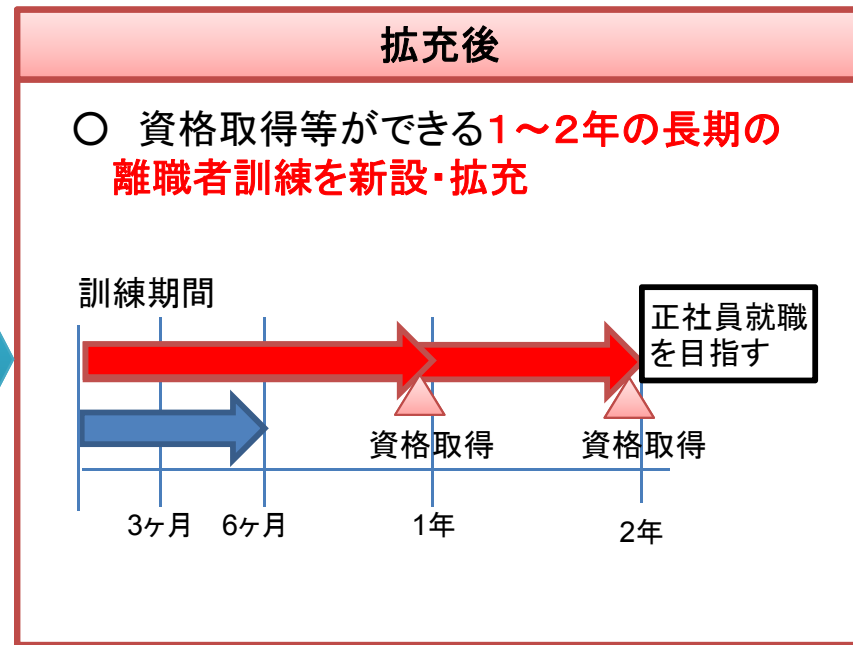 拡充後
○ 資格取得等ができる１～２年の長期の
離職者訓練を新設・拡充
訓練期間
正社員就職
を目指す
資格取得 資格取得
3ヶ月 6ヶ月 1年 2年